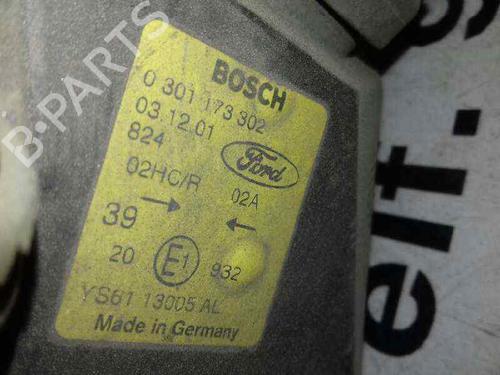 B-PARTS
BOSCH
0 301 173 302
03.12.01
824
Ford
02HC/R 02A
39
20 E1 932
YS61 13005 AL
Made in Germany
elf.